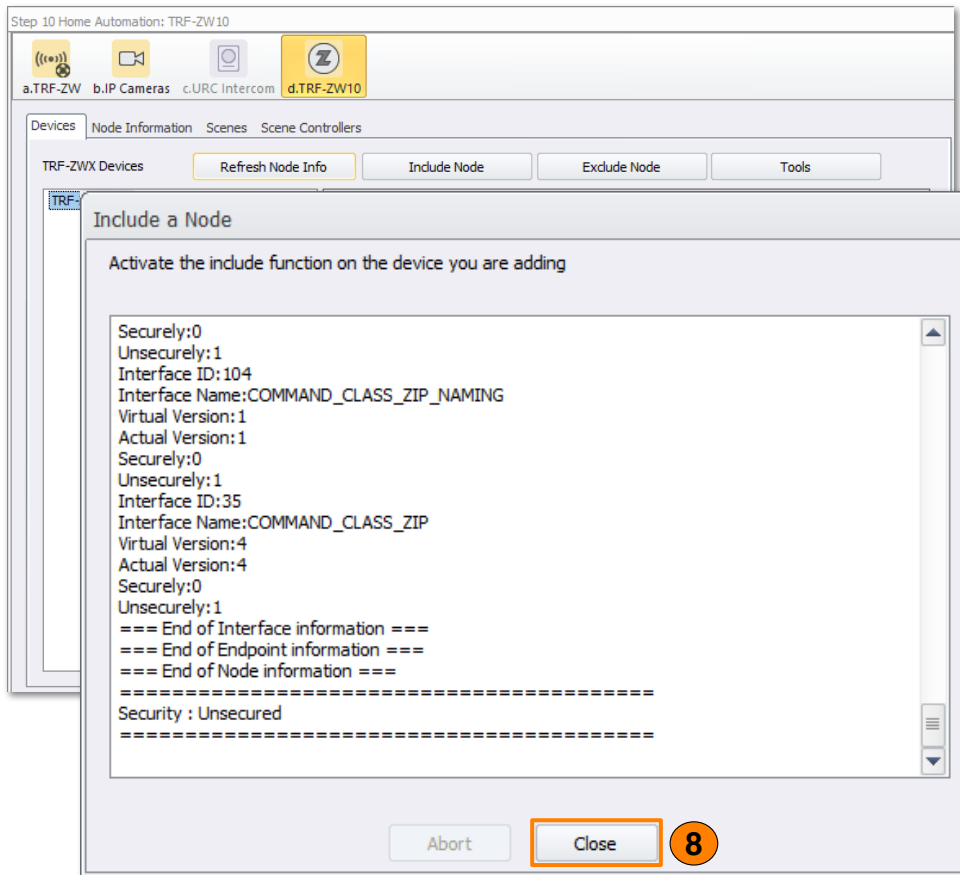 Step 10 Home Automation: TRF-ZW10
a.TRF-ZW b.IP Cameras c.URC Intercom d.TRF-ZW10
Devices Node Information Scenes Scene Controllers
TRF-ZWX Devices Refresh Node Info Include Node Exclude Node Tools
TRF-
Include a Node
Activate the include function on the device you are adding
Securely:0
Unsecurely:1
Interface ID:104
Interface Name:COMMAND_CLASS_ZIP_NAMING
Virtual Version:1
Actual Version:1
Securely:0
Unsecurely:1
Interface ID:35
Interface Name:COMMAND_CLASS_ZIP
Virtual Version:4
Actual Version:4
Securely:0
Unsecurely:1
=== End of Interface information ===
=== End of Endpoint information ===
=== End of Node information ===
=========================================
Security : Unsecured
=========================================
Abort Close 8